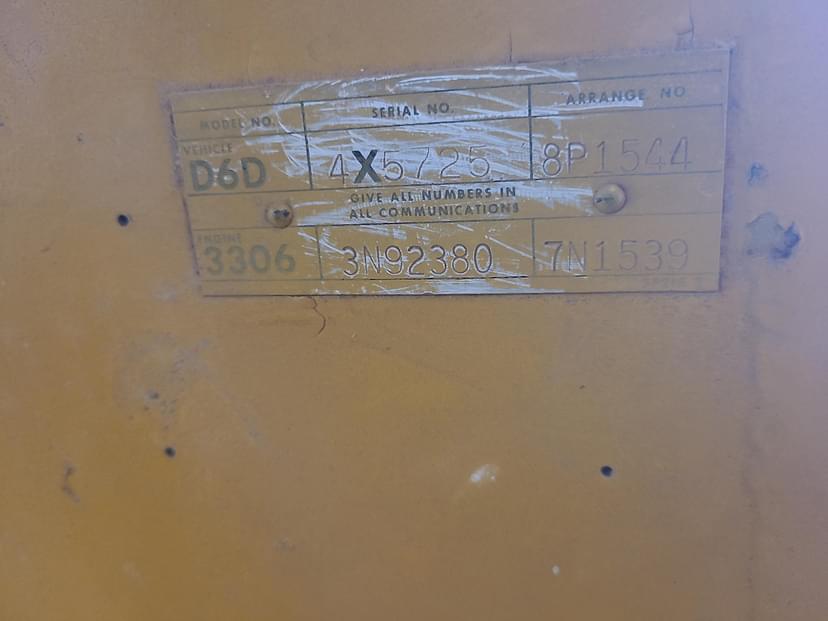 MODEL NO. SERIAL NO. ARRANGE. NO.
VEHICLE
D6D 4X5725 8P1544
GIVE ALL NUMBERS IN
ALL COMMUNICATIONS
ENGINE
3306 3N92380 7N1539